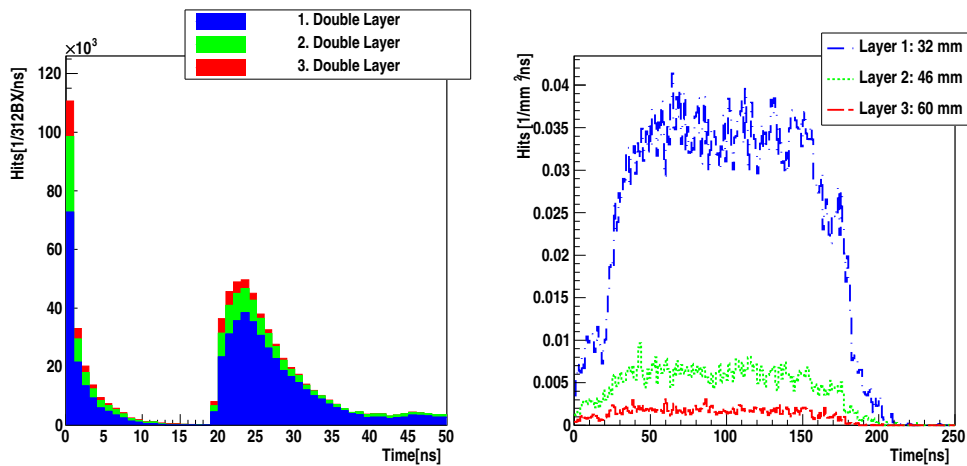 1. Double Layer
2. Double Layer
3. Double Layer
×10³
Hits[1/312BX/ns]
120
100
80
60
40
20
0
0 5 10 15 20 25 30 35 40 45 50
Time[ns]
Layer 1: 32 mm
Layer 2: 46 mm
Layer 3: 60 mm
Hits [1/mm²/ns]
0.04
0.035
0.03
0.025
0.02
0.015
0.01
0.005
0
0 50 100 150 200 250
Time[ns]